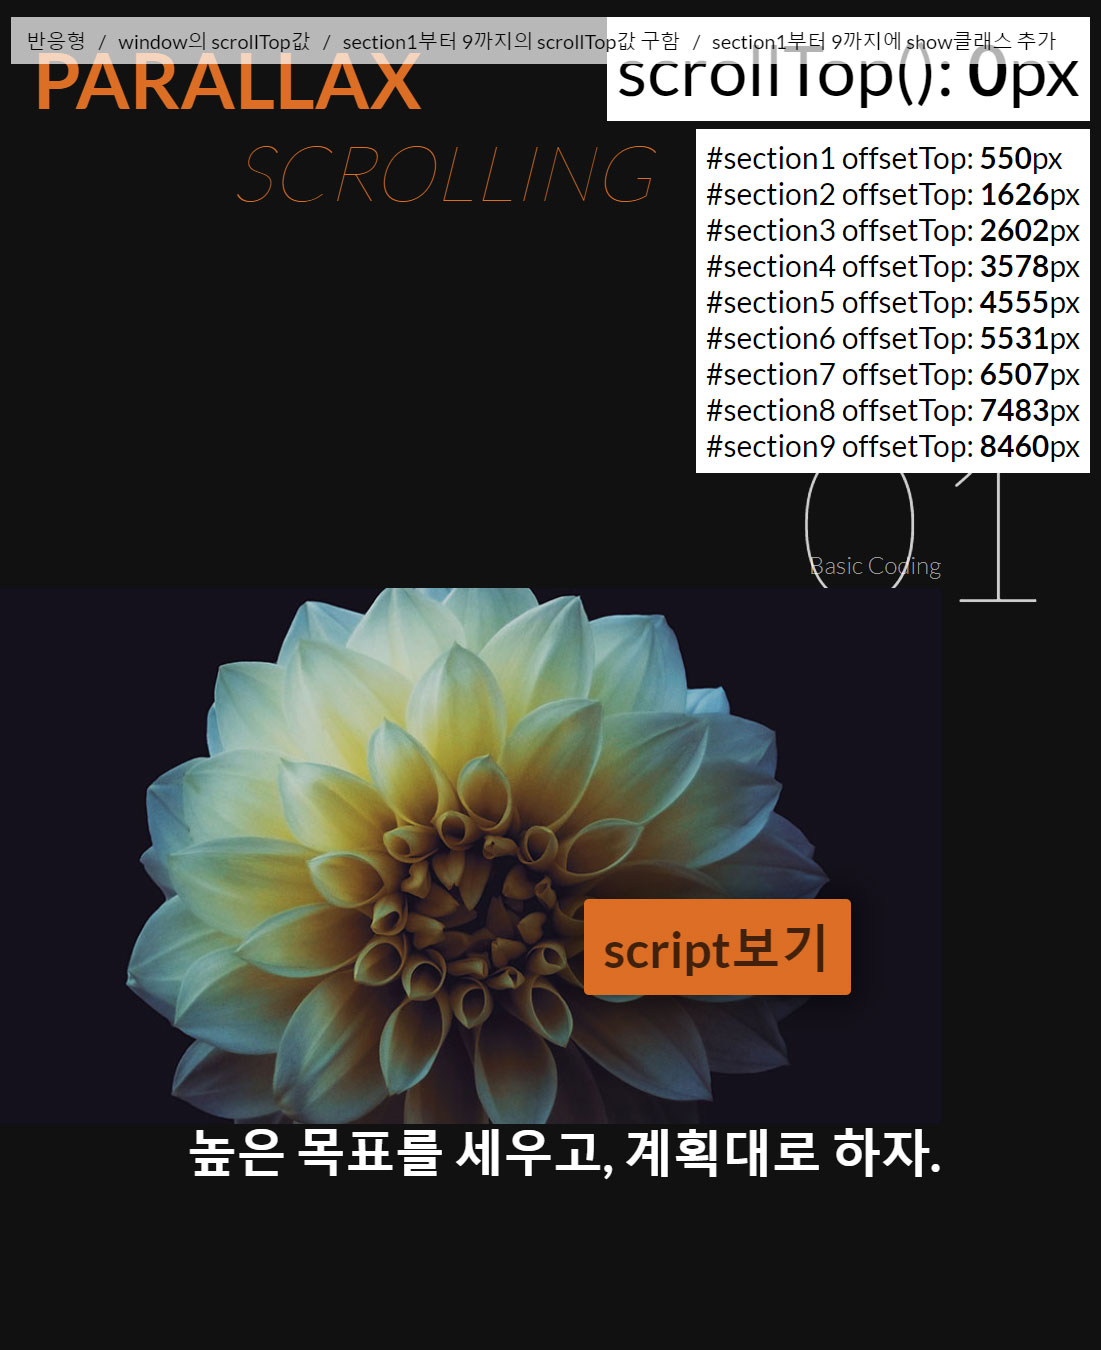 반응형 / window의 scrollTop값 / section1부터 9까지의 scrollTop값 구함 / section1부터 9까지에 show클래스 추가
PARALLAX
SCROLLING
scrollTop(): 0px
#section1 offsetTop: 550px
#section2 offsetTop: 1626px
#section3 offsetTop: 2602px
#section4 offsetTop: 3578px
#section5 offsetTop: 4555px
#section6 offsetTop: 5531px
#section7 offsetTop: 6507px
#section8 offsetTop: 7483px
#section9 offsetTop: 8460px
01
Basic Coding
script보기
높은 목표를 세우고, 계획대로 하자.